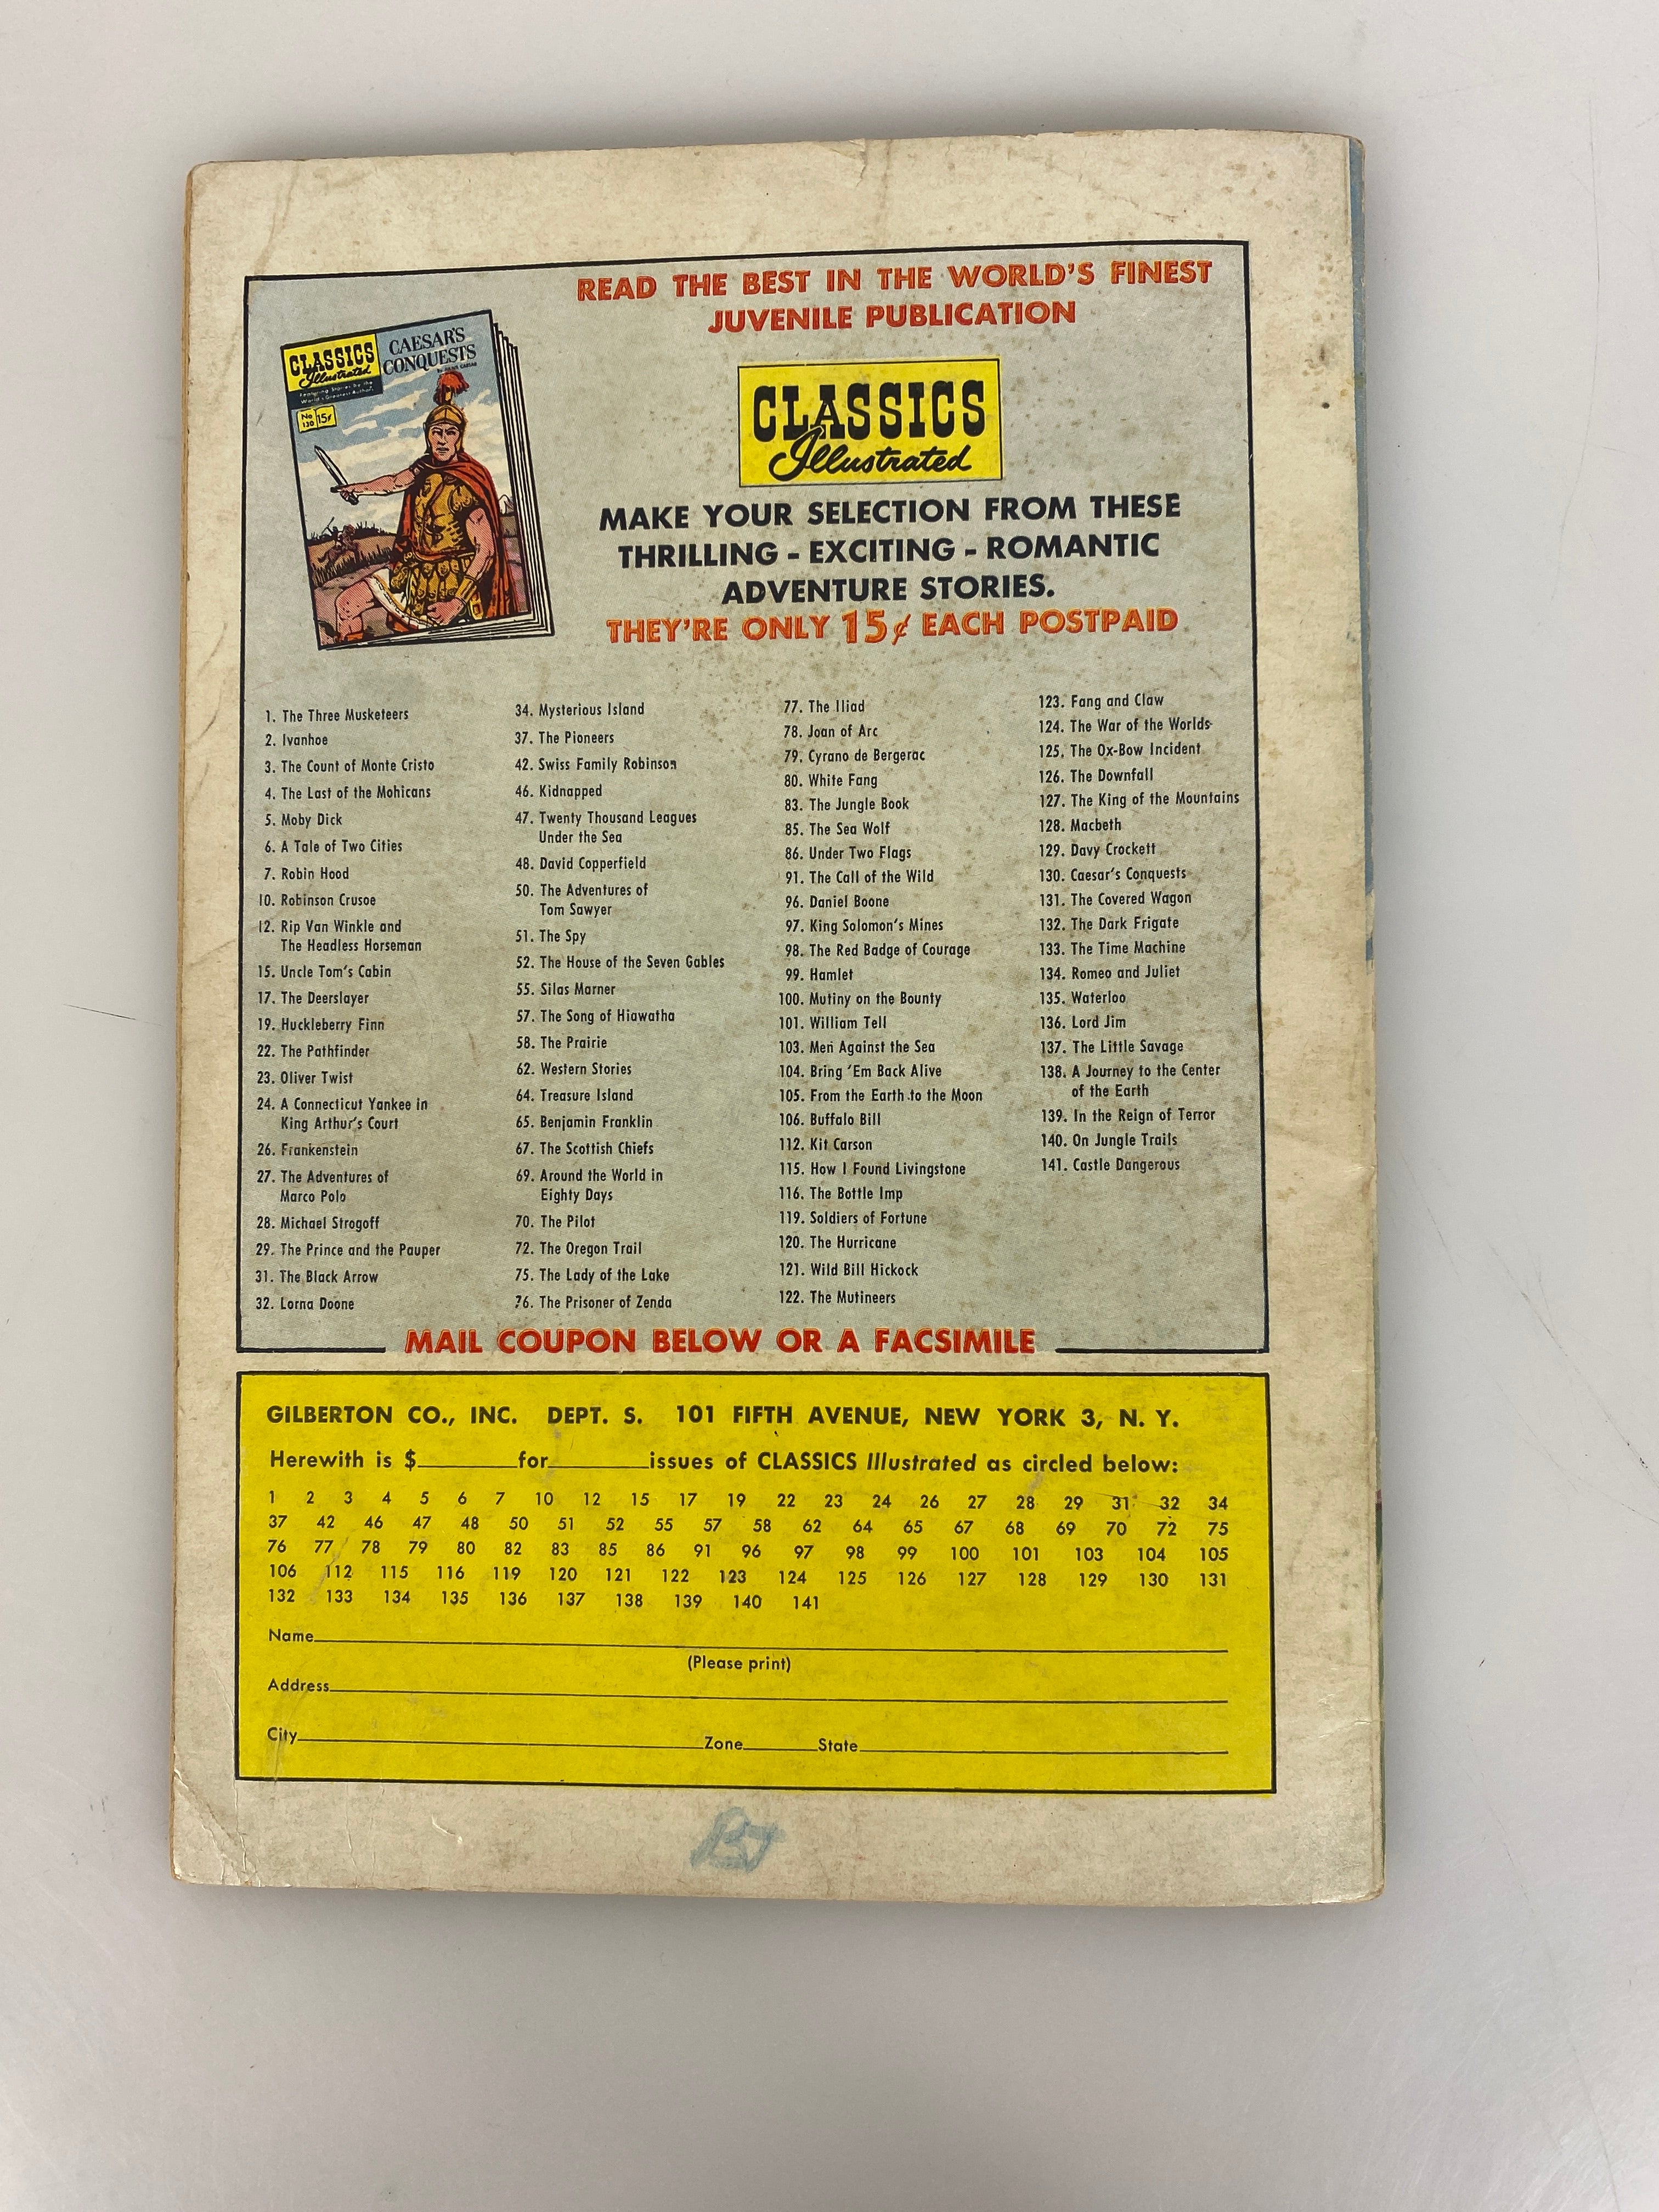 READ THE BEST IN THE WORLD'S FINEST
JUVENILE PUBLICATION
CLASSICS
Illustrated
Featuring Stories by the
World's Greatest Authors
No. 130
15¢
CAESAR'S
CONQUESTS
By JULIUS CAESAR
CLASSICS
Illustrated
MAKE YOUR SELECTION FROM THESE
THRILLING - EXCITING - ROMANTIC
ADVENTURE STORIES.
THEY'RE ONLY 15¢ EACH POSTPAID
1. The Three Musketeers
2. Ivanhoe
3. The Count of Monte Cristo
4. The Last of the Mohicans
5. Moby Dick
6. A Tale of Two Cities
7. Robin Hood
10. Robinson Crusoe
12. Rip Van Winkle and
The Headless Horseman
15. Uncle Tom's Cabin
17. The Deerslayer
19. Huckleberry Finn
22. The Pathfinder
23. Oliver Twist
24. A Connecticut Yankee in
King Arthur's Court
26. Frankenstein
27. The Adventures of
Marco Polo
28. Michael Strogoff
29. The Prince and the Pauper
31. The Black Arrow
32. Lorna Doone
34. Mysterious Island
37. The Pioneers
42. Swiss Family Robinson
46. Kidnapped
47. Twenty Thousand Leagues
Under the Sea
48. David Copperfield
50. The Adventures of
Tom Sawyer
51. The Spy
52. The House of the Seven Gables
55. Silas Marner
57. The Song of Hiawatha
58. The Prairie
62. Western Stories
64. Treasure Island
65. Benjamin Franklin
67. The Scottish Chiefs
69. Around the World in
Eighty Days
70. The Pilot
72. The Oregon Trail
75. The Lady of the Lake
76. The Prisoner of Zenda
77. The Iliad
78. Joan of Arc
79. Cyrano de Bergerac
80. White Fang
83. The Jungle Book
85. The Sea Wolf
86. Under Two Flags
91. The Call of the Wild
96. Daniel Boone
97. King Solomon's Mines
98. The Red Badge of Courage
99. Hamlet
100. Mutiny on the Bounty
101. William Tell
103. Men Against the Sea
104. Bring 'Em Back Alive
105. From the Earth to the Moon
106. Buffalo Bill
112. Kit Carson
115. How I Found Livingstone
116. The Bottle Imp
119. Soldiers of Fortune
120. The Hurricane
121. Wild Bill Hickock
122. The Mutineers
123. Fang and Claw
124. The War of the Worlds
125. The Ox-Bow Incident
126. The Downfall
127. The King of the Mountains
128. Macbeth
129. Davy Crockett
130. Caesar's Conquests
131. The Covered Wagon
132. The Dark Frigate
133. The Time Machine
134. Romeo and Juliet
135. Waterloo
136. Lord Jim
137. The Little Savage
138. A Journey to the Center
of the Earth
139. In the Reign of Terror
140. On Jungle Trails
141. Castle Dangerous
MAIL COUPON BELOW OR A FACSIMILE
GILBERTON CO., INC. DEPT. S. 101 FIFTH AVENUE, NEW YORK 3, N. Y.
Herewith is $ for issues of CLASSICS Illustrated as circled below:
1 2 3 4 5 6 7 10 12 15 17 19 22 23 24 26 27 28 29 31 32 34
37 42 46 47 48 50 51 52 55 57 58 62 64 65 67 68 69 70 72 75
76 77 78 79 80 82 83 85 86 91 96 97 98 99 100 101 103 104 105
106 112 115 116 119 120 121 122 123 124 125 126 127 128 129 130 131
132 133 134 135 136 137 138 139 140 141
Name
(Please print)
Address
City Zone State